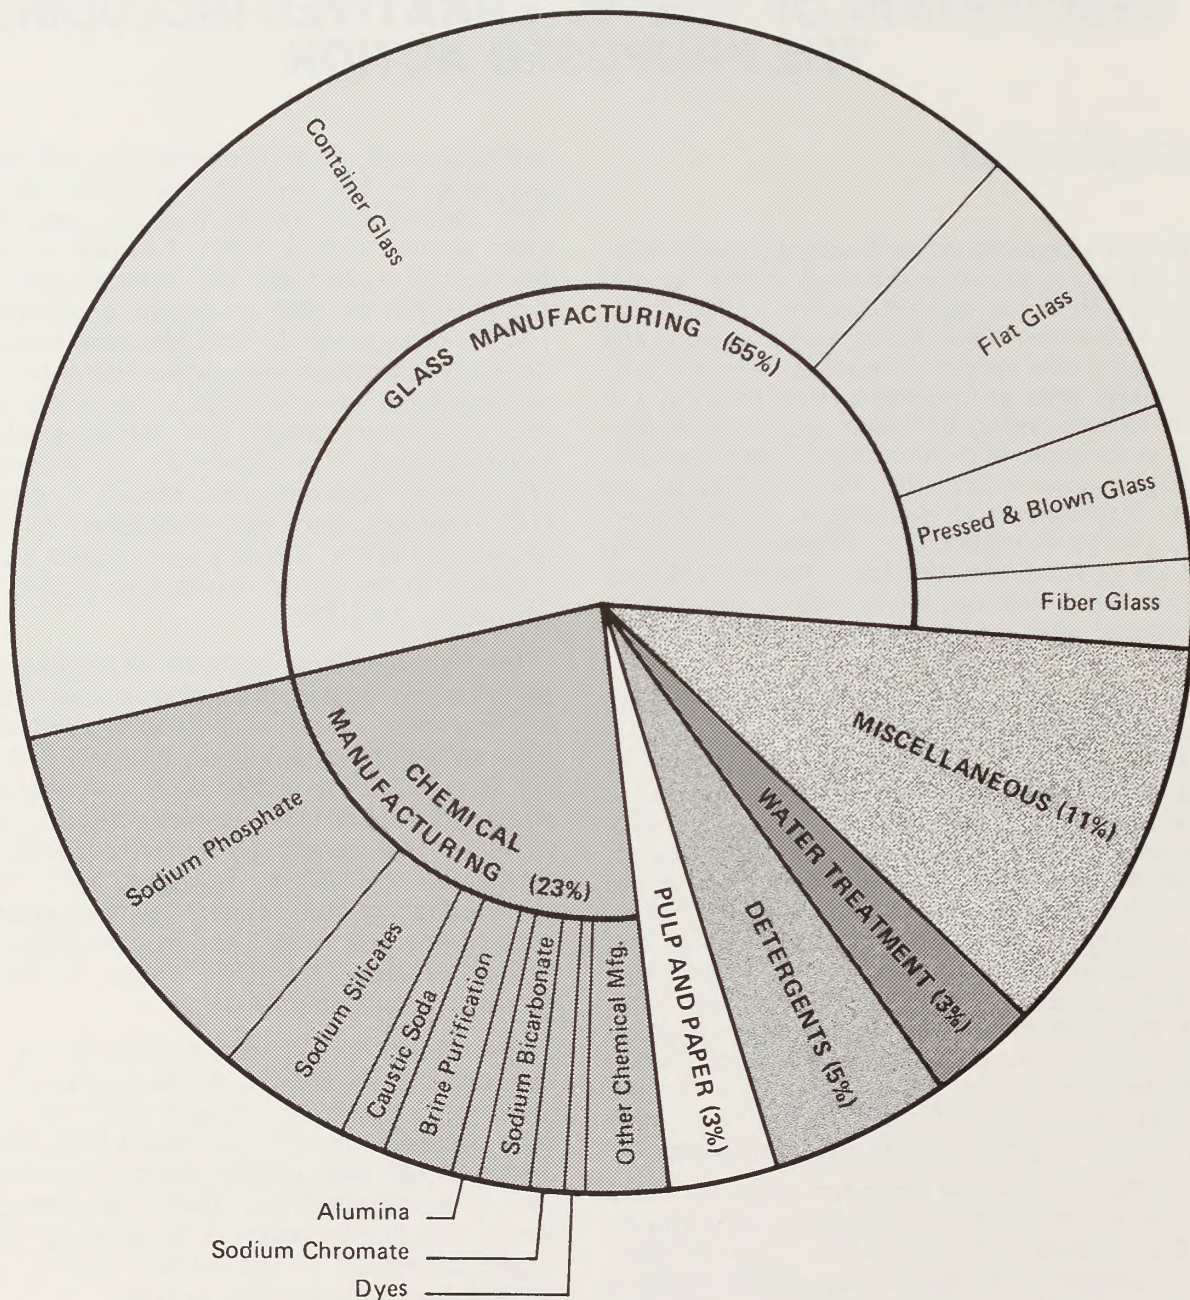 Container Glass
GLASS MANUFACTURING (55%)
Flat Glass
Pressed & Blown Glass
Fiber Glass
MISCELLANEOUS (11%)
WATER TREATMENT (3%)
DETERGENTS (5%)
PULP AND PAPER (3%)
CHEMICAL
MANUFACTURING (23%)
Sodium Phosphate
Sodium Silicates
Caustic Soda
Brine Purification
Sodium Bicarbonate
Other Chemical Mfg.
Alumina
Sodium Chromate
Dyes